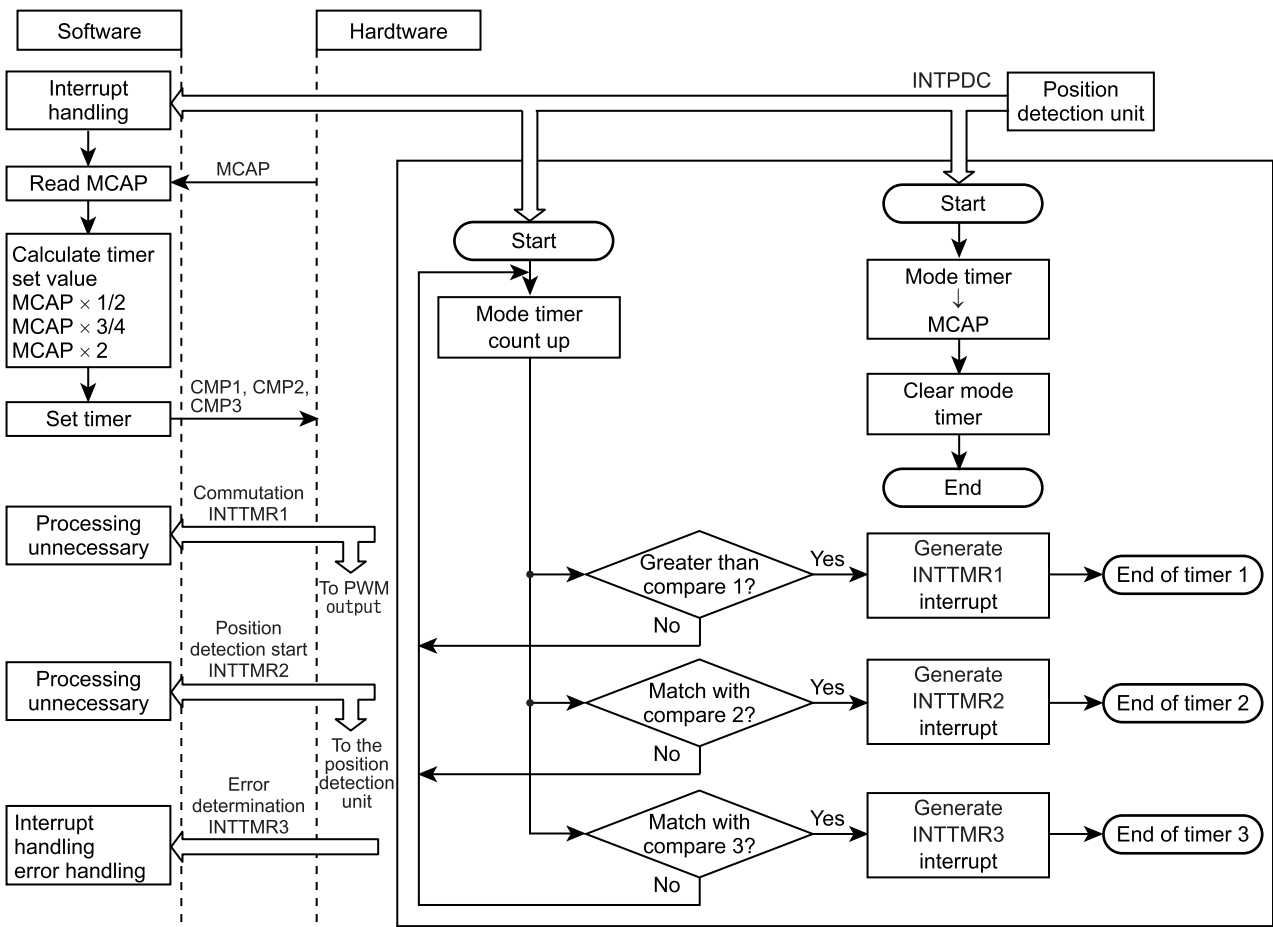 Software
Hardtware
Interrupt
handling
INTPDC
Position
detection unit
Read MCAP
MCAP
Calculate timer
set value
MCAP × 1/2
MCAP × 3/4
MCAP × 2
Set timer
CMP1, CMP2,
CMP3
Start
Mode timer
count up
Start
Mode timer
↓
MCAP
Clear mode
timer
End
Processing
unnecessary
Commutation
INTTMR1
To PWM
output
Greater than
compare 1?
Yes
No
Generate
INTTMR1
interrupt
End of timer 1
Processing
unnecessary
Position
detection start
INTTMR2
To the
position
detection
unit
Match with
compare 2?
Yes
No
Generate
INTTMR2
interrupt
End of timer 2
Interrupt
handling
error handling
Error
determination
INTTMR3
Match with
compare 3?
Yes
No
Generate
INTTMR3
interrupt
End of timer 3